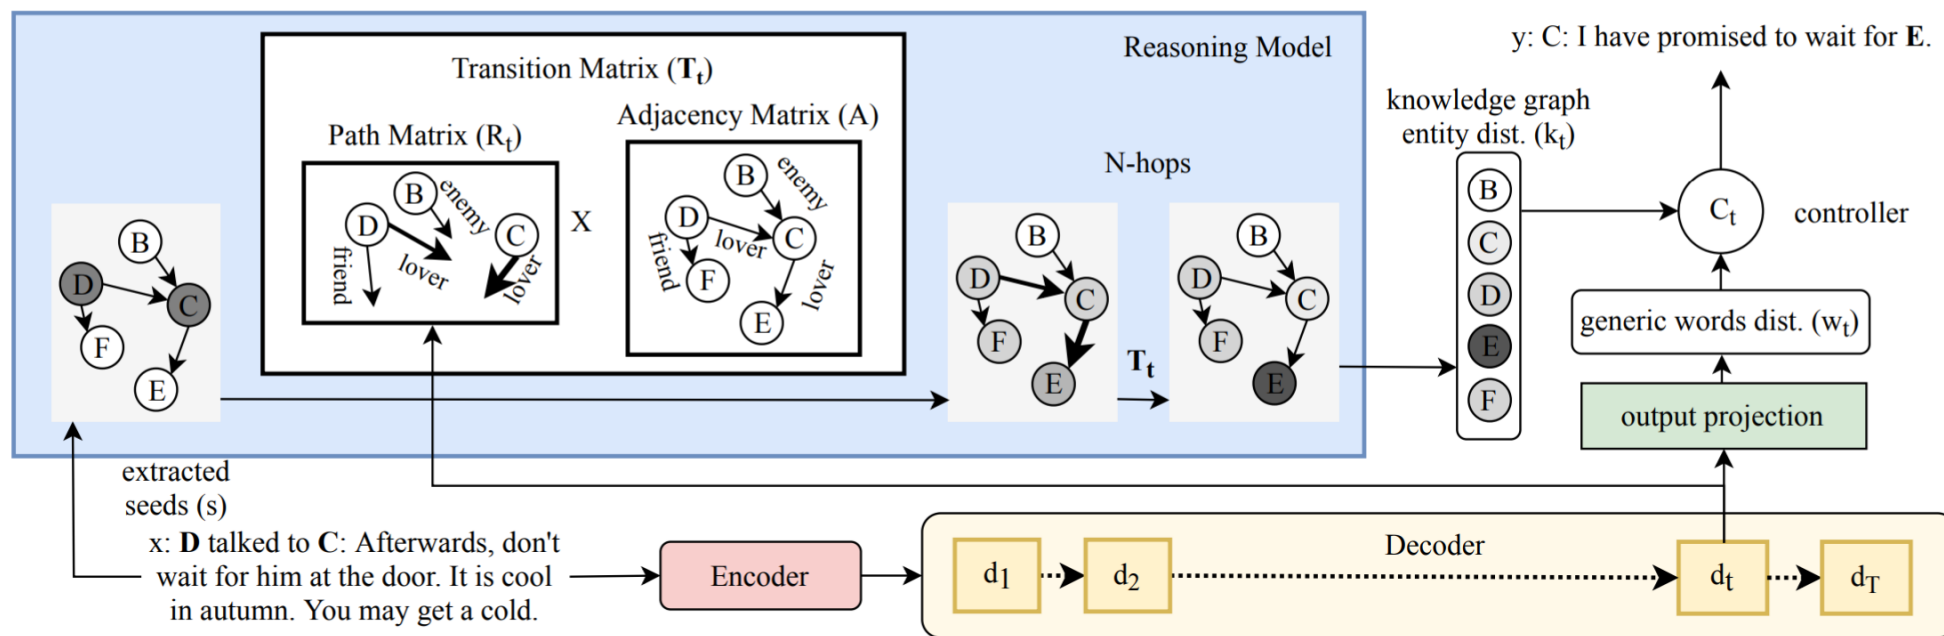 Reasoning Model
Transition Matrix (Tt)
Path Matrix (Rt)
B
D
C
enemy
lover
friend
lover
X
Adjacency Matrix (A)
B
D
C
F
E
enemy
lover
friend
lover
B
D
C
F
E
N-hops
B
D
C
F
E
Tt
B
D
C
F
E
knowledge graph
entity dist. (kt)
B
C
D
E
F
y: C: I have promised to wait for E.
Ct
controller
generic words dist. (wt)
output projection
extracted
seeds (s)
x: D talked to C: Afterwards, don't
wait for him at the door. It is cool
in autumn. You may get a cold.
Encoder
Decoder
d1
d2
dt
dT